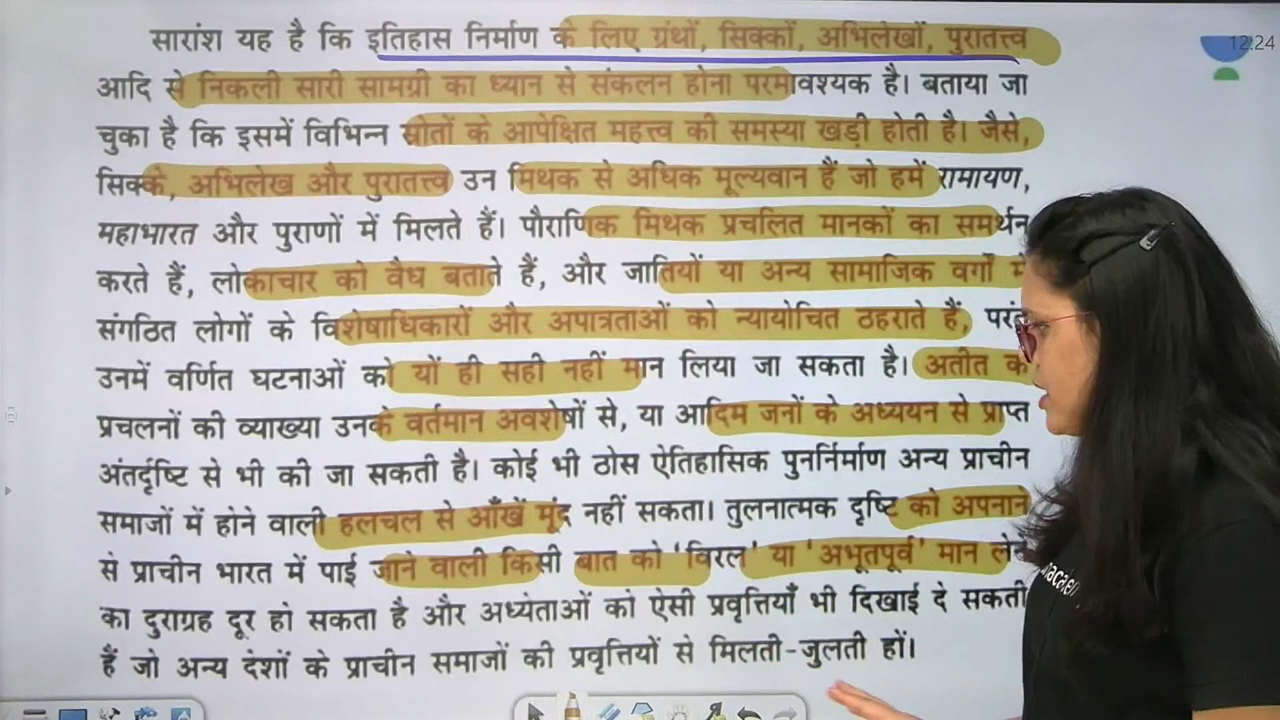 सारांश यह है कि इतिहास निर्माण के लिए ग्रंथों, सिक्कों, अभिलेखों, पुरातत्त्व
12:24
आदि से निकली सारी सामग्री का ध्यान से संकलन होना परमावश्यक है। बताया जा
चुका है कि इसमें विभिन्न स्रोतों के आपेक्षित महत्त्व की समस्या खड़ी होती है। जैसे,
सिक्के, अभिलेख और पुरातत्त्व उन मिथक से अधिक मूल्यवान हैं जो हमें रामायण,
महाभारत और पुराणों में मिलते हैं। पौराणिक मिथक प्रचलित मानकों का समर्थन
करते हैं, लोकाचार को वैध बताते हैं, और जातियों या अन्य सामाजिक वर्गों में
संगठित लोगों के विशेषाधिकारों और अपात्रताओं को न्यायोचित ठहराते हैं, परंतु
उनमें वर्णित घटनाओं को यों ही सही नहीं मान लिया जा सकता है। अतीत के
प्रचलनों की व्याख्या उनके वर्तमान अवशेषों से, या आदिम जनों के अध्ययन से प्राप्त
अंतर्दृष्टि से भी की जा सकती है। कोई भी ठोस ऐतिहासिक पुनर्निर्माण अन्य प्राचीन
समाजों में होने वाली हलचल से आँखें मूंद नहीं सकता। तुलनात्मक दृष्टि को अपनाने
से प्राचीन भारत में पाई जाने वाली किसी बात को 'विरल' या 'अभूतपूर्व' मान लेने
का दुराग्रह दूर हो सकता है और अध्येताओं को ऐसी प्रवृत्तियाँ भी दिखाई दे सकती
हैं जो अन्य देशों के प्राचीन समाजों की प्रवृत्तियों से मिलती-जुलती हों।